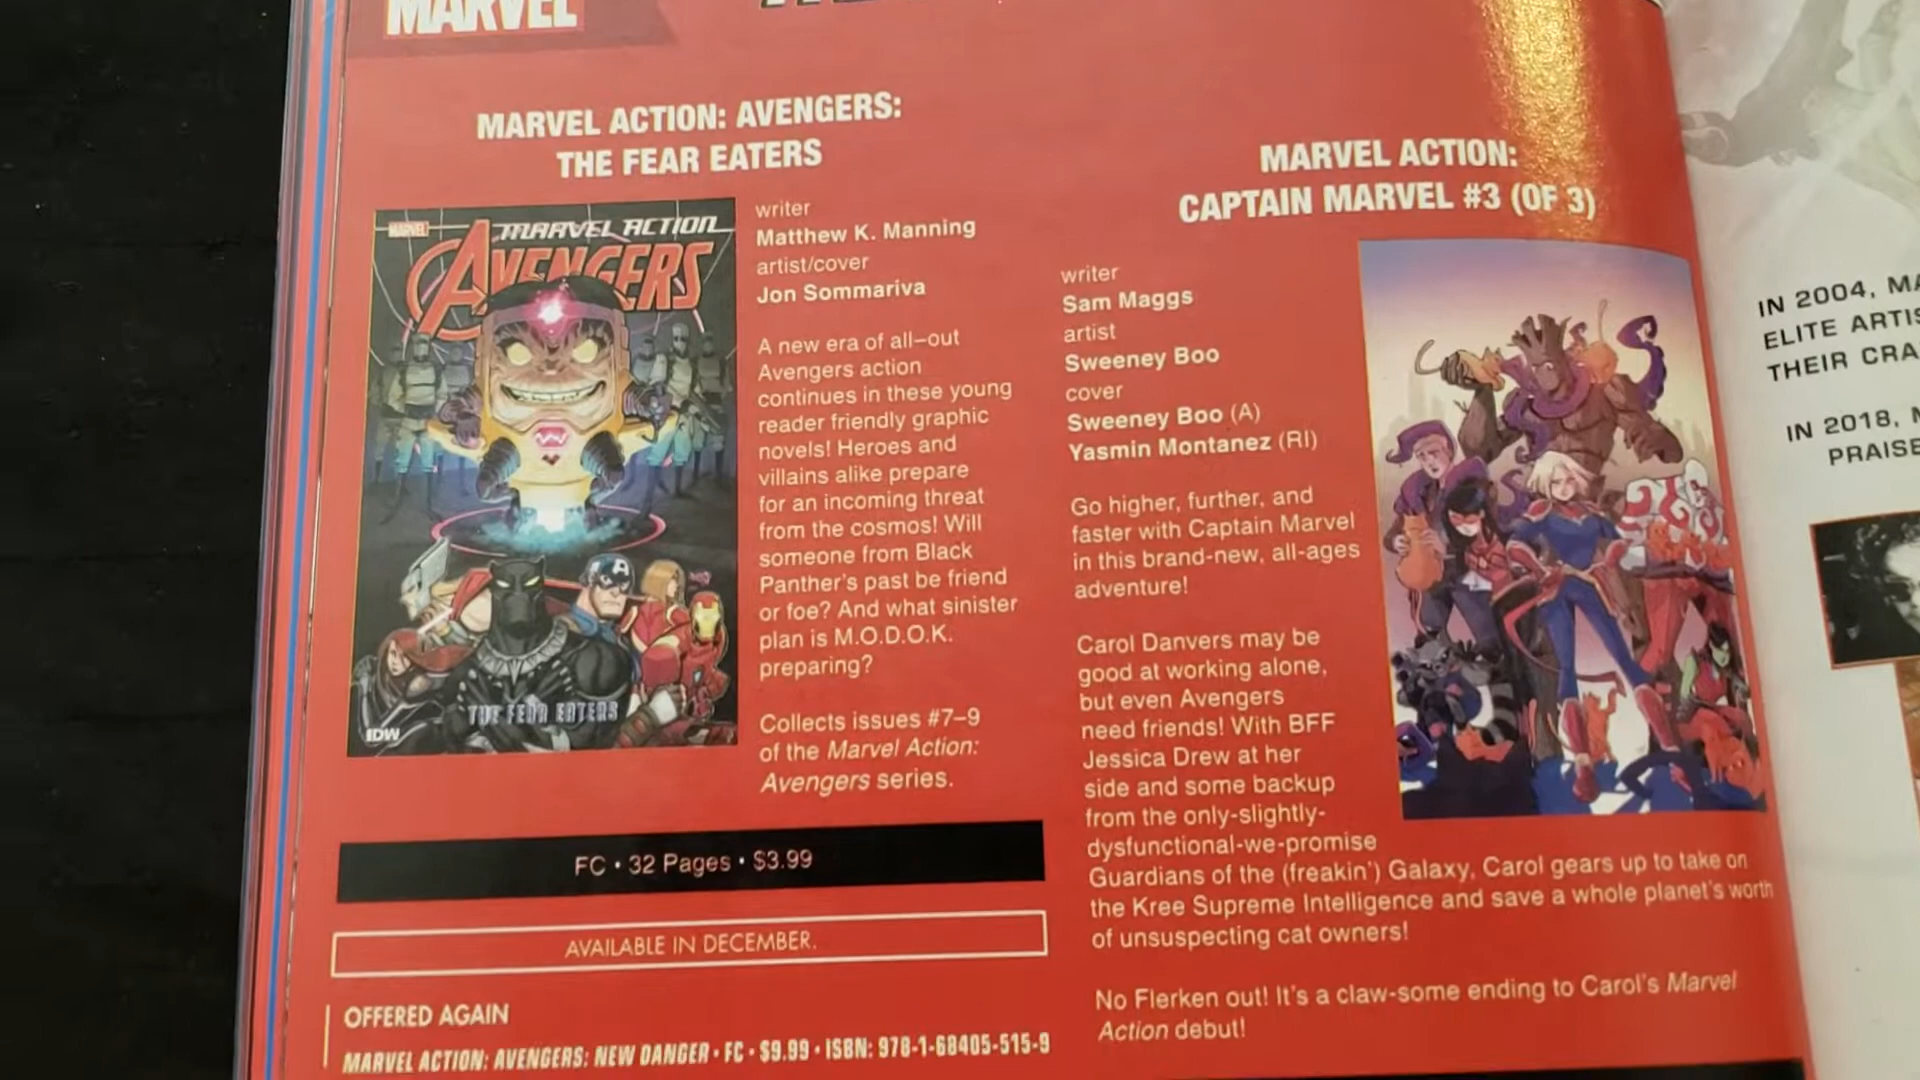 MARVEL
MARVEL ACTION: AVENGERS:
THE FEAR EATERS
MARVEL
MARVEL ACTION
AVENGERS
THE FEAR EATERS
IDW
writer
Matthew K. Manning
artist/cover
Jon Sommariva
A new era of all–out
Avengers action
continues in these young
reader friendly graphic
novels! Heroes and
villains alike prepare
for an incoming threat
from the cosmos! Will
someone from Black
Panther's past be friend
or foe? And what sinister
plan is M.O.D.O.K.
preparing?
Collects issues #7–9
of the Marvel Action:
Avengers series.
FC • 32 Pages • $3.99
AVAILABLE IN DECEMBER.
OFFERED AGAIN
MARVEL ACTION: AVENGERS: NEW DANGER • FC • $9.99 • ISBN: 978-1-68405-515-9
MARVEL ACTION:
CAPTAIN MARVEL #3 (OF 3)
writer
Sam Maggs
artist
Sweeney Boo
cover
Sweeney Boo (A)
Yasmin Montanez (RI)
Go higher, further, and
faster with Captain Marvel
in this brand-new, all-ages
adventure!
Carol Danvers may be
good at working alone,
but even Avengers
need friends! With BFF
Jessica Drew at her
side and some backup
from the only-slightly-
dysfunctional-we-promise
Guardians of the (freakin') Galaxy, Carol gears up to take on
the Kree Supreme Intelligence and save a whole planet's worth
of unsuspecting cat owners!
No Flerken out! It's a claw-some ending to Carol's Marvel
Action debut!
IN 2004,
ELITE
THEIR
IN 2018,